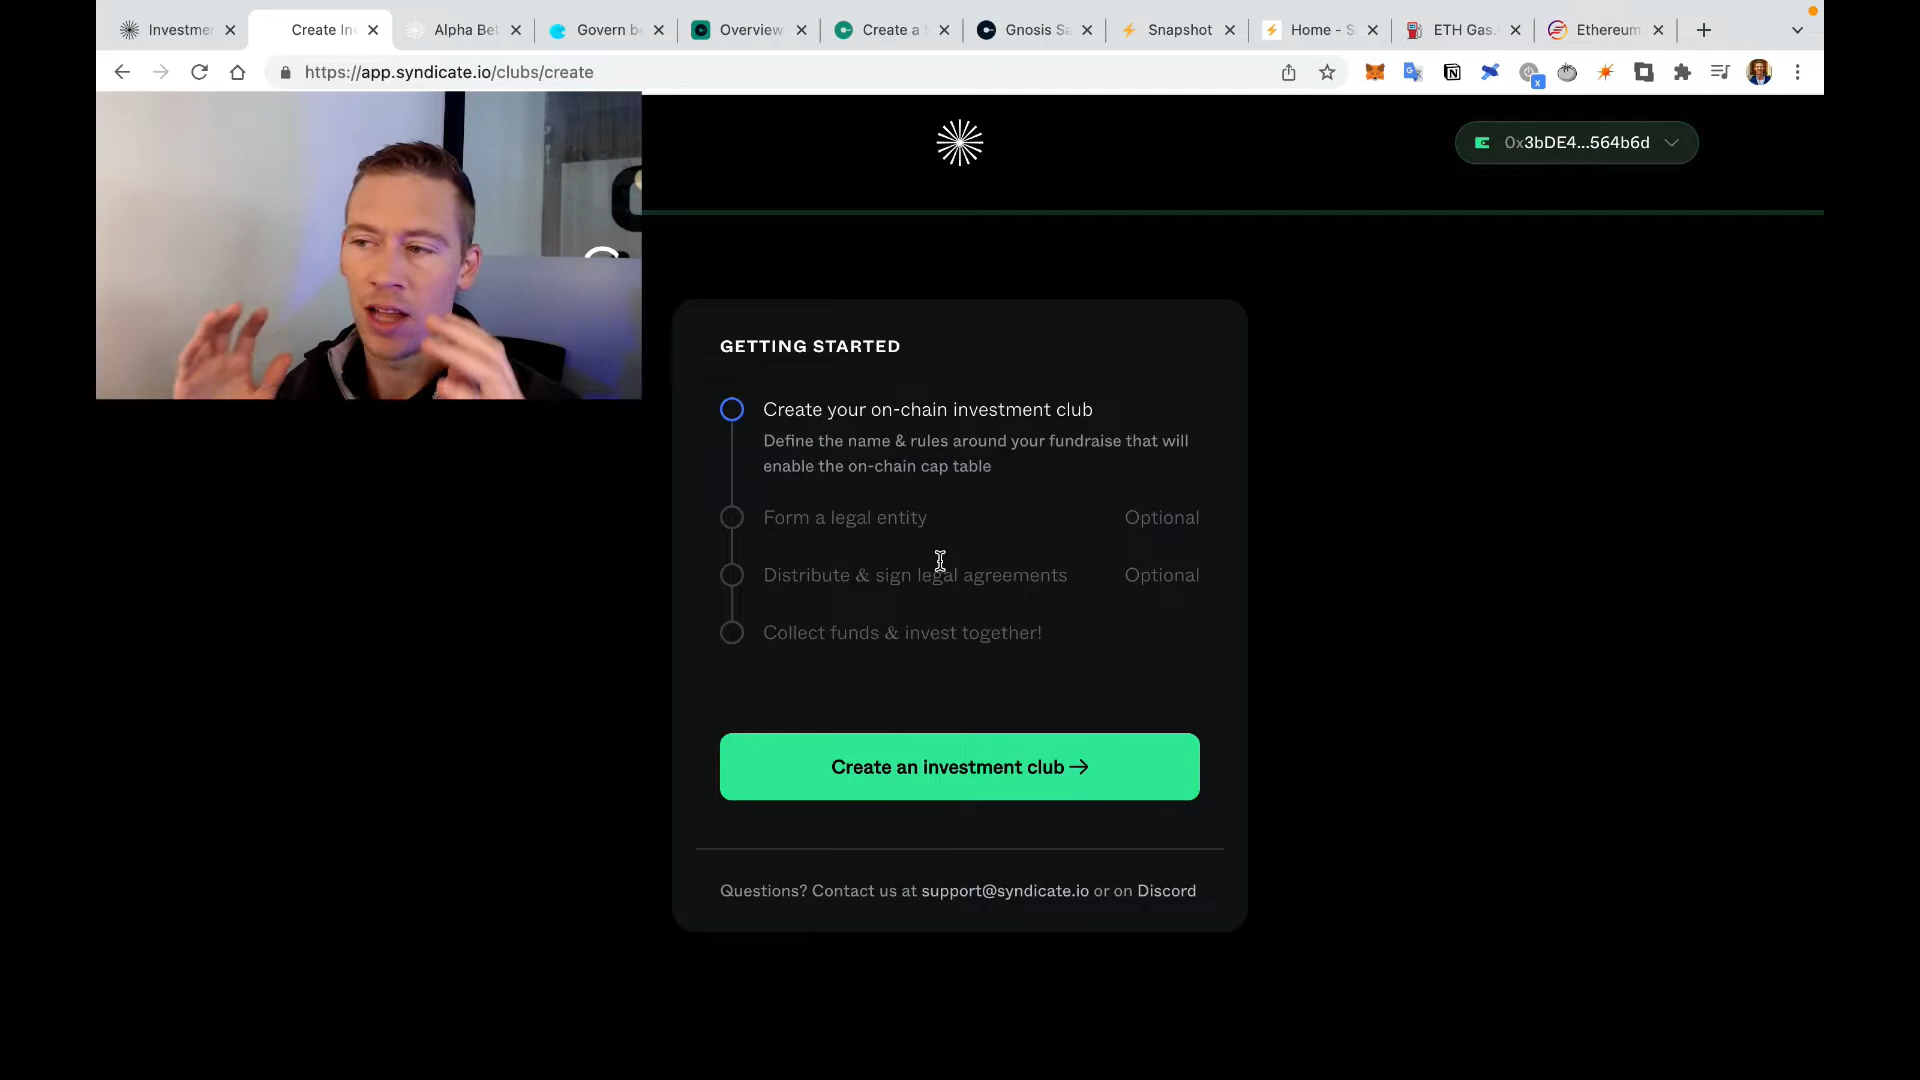 Investmen
Create Inv
Alpha Bet
Govern b
Overview
Create a S
Gnosis Sa
Snapshot
Home - S
ETH Gas.
Ethereum
https://app.syndicate.io/clubs/create
0x3bDE4...564b6d
GETTING STARTED
Create your on-chain investment club
Define the name & rules around your fundraise that will
enable the on-chain cap table
Form a legal entity Optional
Distribute & sign legal agreements Optional
Collect funds & invest together!
Create an investment club →
Questions? Contact us at support@syndicate.io or on Discord